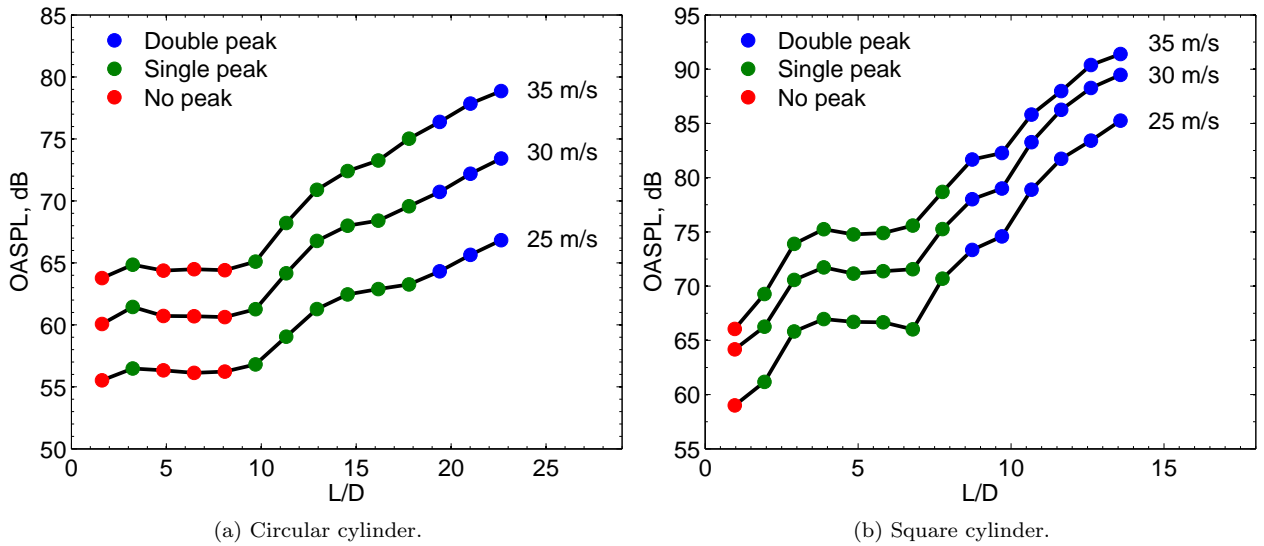 85
80
75
70
65
60
55
50
OASPL, dB
Double peak
Single peak
No peak
35 m/s
30 m/s
25 m/s
0 5 10 15 20 25
L/D
(a) Circular cylinder.
95
90
85
80
75
70
65
60
55
OASPL, dB
Double peak
Single peak
No peak
35 m/s
30 m/s
25 m/s
0 5 10 15
L/D
(b) Square cylinder.